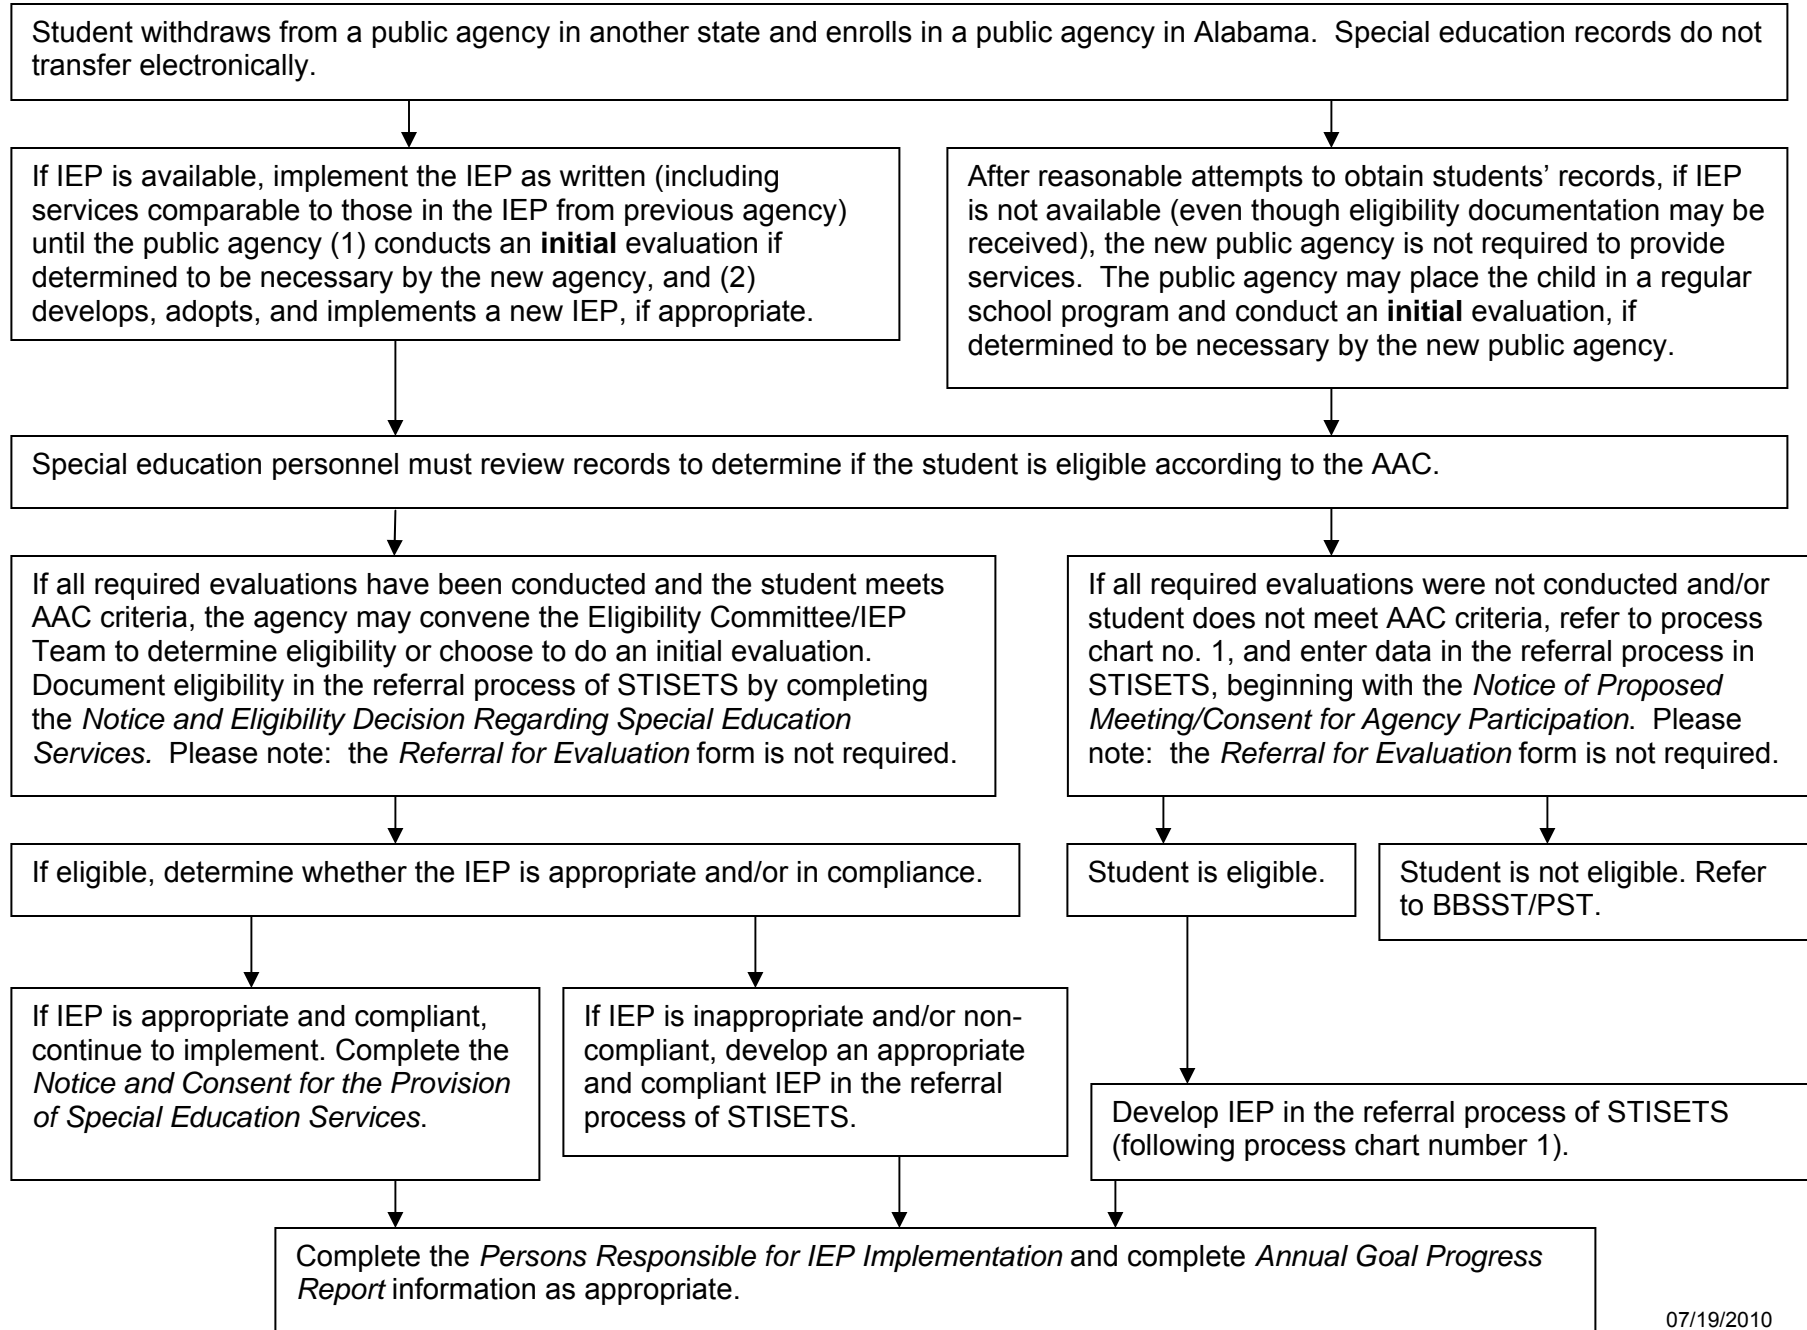 Student withdraws from a public agency in another state and enrolls in a public agency in Alabama.  Special education records do not
transfer electronically.
If IEP is available, implement the IEP as written (including
services comparable to those in the IEP from previous agency)
until the public agency (1) conducts an initial evaluation if
determined to be necessary by the new agency, and (2)
develops, adopts, and implements a new IEP, if appropriate.
After reasonable attempts to obtain students’ records, if IEP
is not available (even though eligibility documentation may be
received), the new public agency is not required to provide
services.  The public agency may place the child in a regular
school program and conduct an initial evaluation, if
determined to be necessary by the new public agency.
Special education personnel must review records to determine if the student is eligible according to the AAC.
If all required evaluations have been conducted and the student meets
AAC criteria, the agency may convene the Eligibility Committee/IEP
Team to determine eligibility or choose to do an initial evaluation.
Document eligibility in the referral process of STISETS by completing
the Notice and Eligibility Decision Regarding Special Education
Services.  Please note:  the Referral for Evaluation form is not required.
If all required evaluations were not conducted and/or
student does not meet AAC criteria, refer to process
chart no. 1, and enter data in the referral process in
STISETS, beginning with the Notice of Proposed
Meeting/Consent for Agency Participation.  Please
note:  the Referral for Evaluation form is not required.
If eligible, determine whether the IEP is appropriate and/or in compliance.
Student is eligible.
Student is not eligible. Refer
to BBSST/PST.
If IEP is appropriate and compliant,
continue to implement. Complete the
Notice and Consent for the Provision
of Special Education Services.
If IEP is inappropriate and/or non-
compliant, develop an appropriate
and compliant IEP in the referral
process of STISETS.
Develop IEP in the referral process of STISETS
(following process chart number 1).
Complete the Persons Responsible for IEP Implementation and complete Annual Goal Progress
Report information as appropriate.
07/19/2010